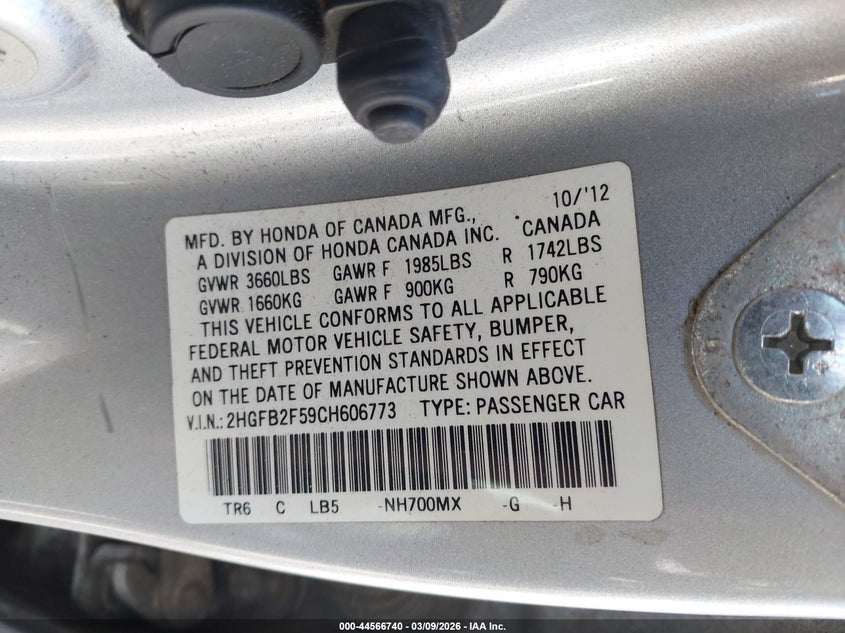 10/'12
MFD. BY HONDA OF CANADA MFG.,
A DIVISION OF HONDA CANADA INC. CANADA
GVWR 3660LBS GAWR F 1985LBS R 1742LBS
GVWR 1660KG GAWR F 900KG R 790KG
THIS VEHICLE CONFORMS TO ALL APPLICABLE
FEDERAL MOTOR VEHICLE SAFETY, BUMPER,
AND THEFT PREVENTION STANDARDS IN EFFECT
ON THE DATE OF MANUFACTURE SHOWN ABOVE.
V.I.N.: 2HGFB2F59CH606773 TYPE: PASSENGER CAR
TR6 C LB5 -NH700MX -G -H
000-44566740 - 03/09/2026 - IAA Inc.